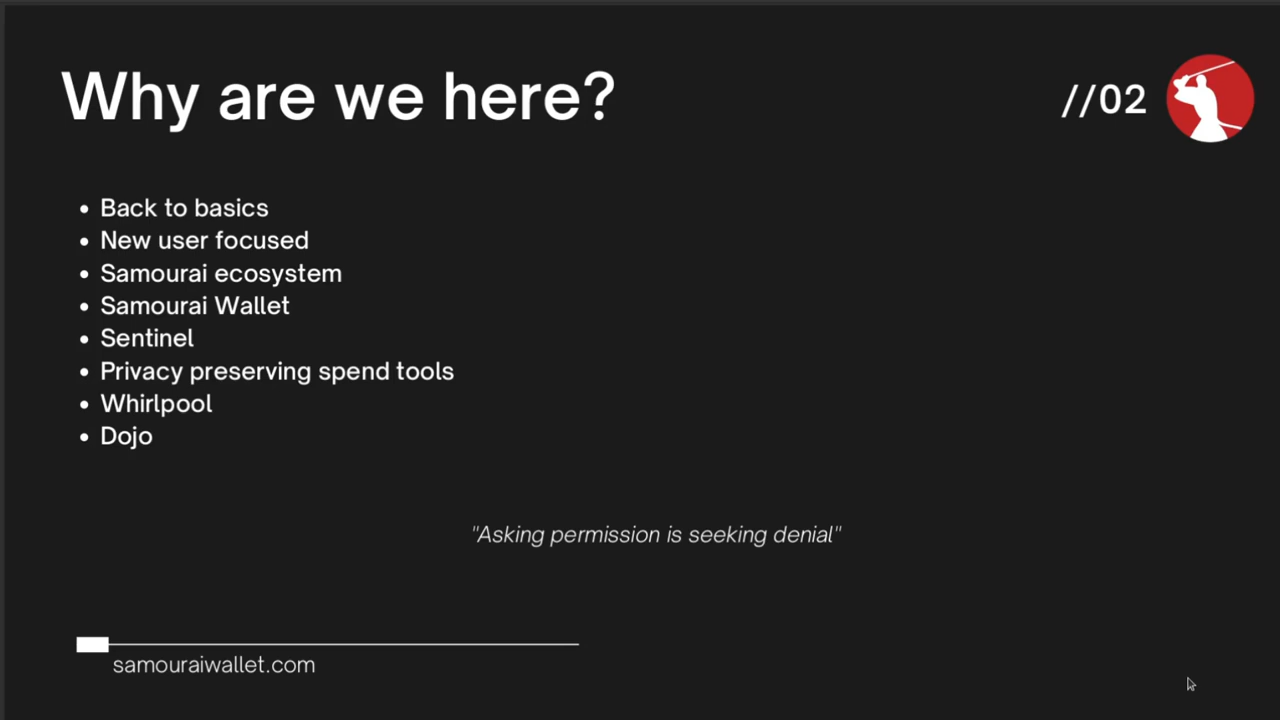 Why are we here?
//02
Back to basics
New user focused
Samourai ecosystem
Samourai Wallet
Sentinel
Privacy preserving spend tools
Whirlpool
Dojo
"Asking permission is seeking denial"
samouraiwallet.com